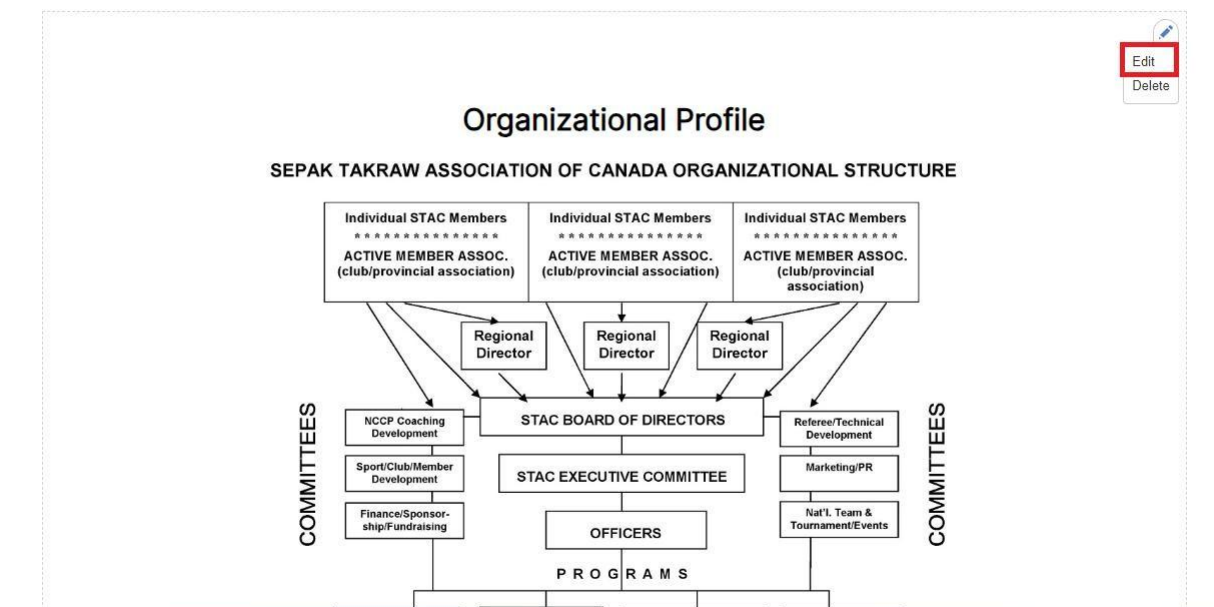 Edit
Delete
Organizational Profile
SEPAK TAKRAW ASSOCIATION OF CANADA ORGANIZATIONAL STRUCTURE
Individual STAC Members
* * * * * * * * * * * * * * *
ACTIVE MEMBER ASSOC.
(club/provincial association)
Individual STAC Members
* * * * * * * * * * * * * * *
ACTIVE MEMBER ASSOC.
(club/provincial association)
Individual STAC Members
* * * * * * * * * * * * * * *
ACTIVE MEMBER ASSOC.
(club/provincial
association)
Regional
Director
Regional
Director
Regional
Director
COMMITTEES
NCCP Coaching
Development
Sport/Club/Member
Development
Finance/Sponsor-
ship/Fundraising
STAC BOARD OF DIRECTORS
STAC EXECUTIVE COMMITTEE
OFFICERS
PROGRAMS
Referee/Technical
Development
Marketing/PR
Nat'l. Team &
Tournament/Events
COMMITTEES